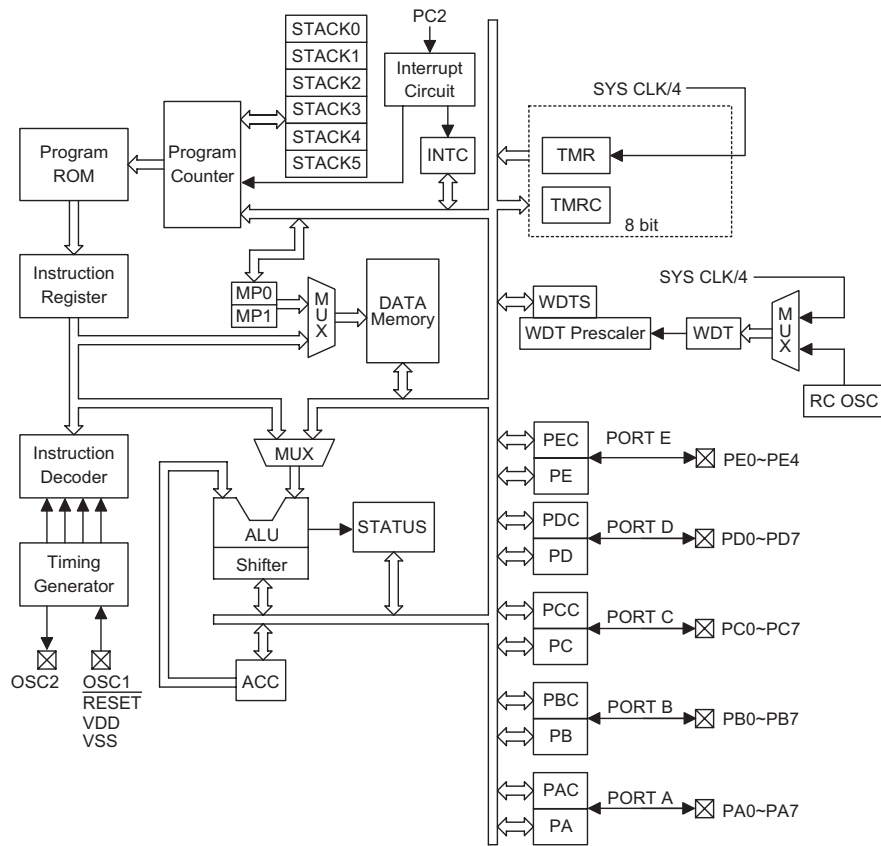 STACK0
STACK1
STACK2
STACK3
STACK4
STACK5
PC2
Interrupt
Circuit
INTC
SYS CLK/4
TMR
TMRC
8 bit
Program
ROM
Program
Counter
Instruction
Register
MP0
MP1
MUX
DATA
Memory
WDTS
WDT Prescaler
WDT
SYS CLK/4
MUX
RC OSC
Instruction
Decoder
MUX
ALU
Shifter
STATUS
Timing
Generator
OSC2
OSC1
RESET
VDD
VSS
ACC
PEC
PE
PORT E
PE0~PE4
PDC
PD
PORT D
PD0~PD7
PCC
PC
PORT C
PC0~PC7
PBC
PB
PORT B
PB0~PB7
PAC
PA
PORT A
PA0~PA7